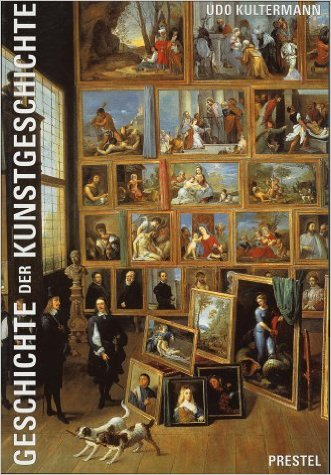 UDO KULTERMANN
GESCHICHTE DER KUNSTGESCHICHTE
PRESTEL